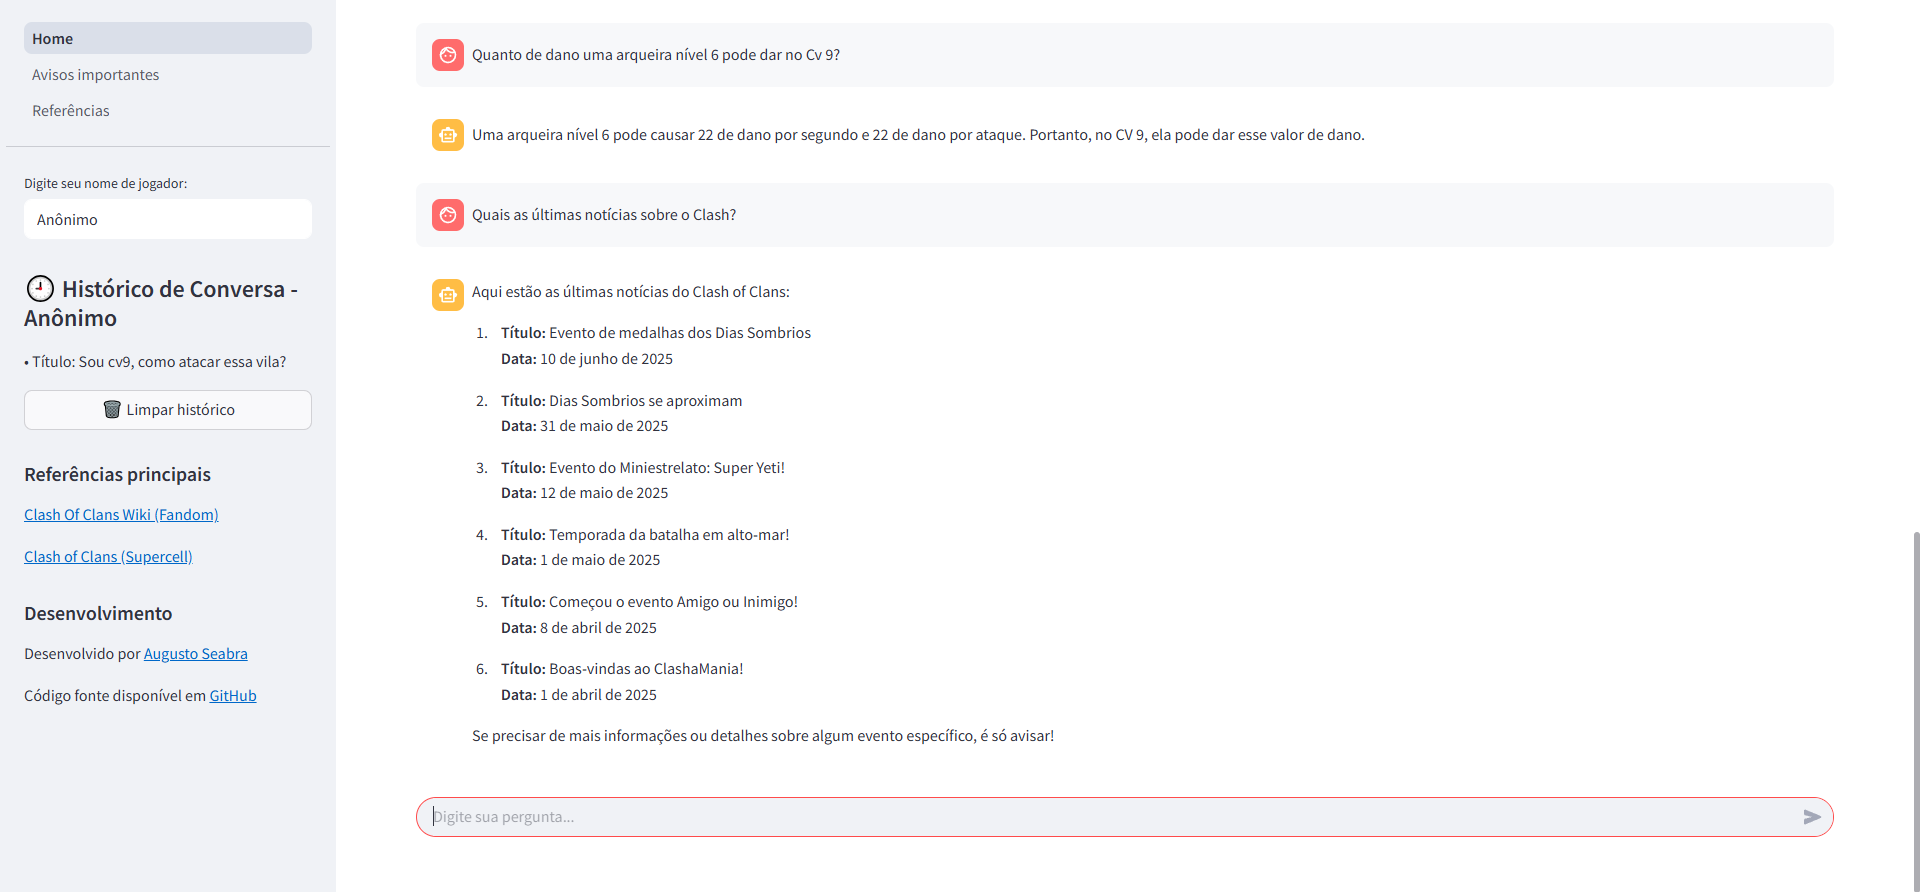 Home
Avisos importantes
Referências
Digite seu nome de jogador:
Anônimo
Histórico de Conversa -
Anônimo
• Título: Sou cv9, como atacar essa vila?
Limpar histórico
Referências principais
Clash Of Clans Wiki (Fandom)
Clash of Clans (Supercell)
Desenvolvimento
Desenvolvido por Augusto Seabra
Código fonte disponível em GitHub
Quanto de dano uma arqueira nível 6 pode dar no Cv 9?
Uma arqueira nível 6 pode causar 22 de dano por segundo e 22 de dano por ataque. Portanto, no CV 9, ela pode dar esse valor de dano.
Quais as últimas notícias sobre o Clash?
Aqui estão as últimas notícias do Clash of Clans:
1. Título: Evento de medalhas dos Dias Sombrios
Data: 10 de junho de 2025
2. Título: Dias Sombrios se aproximam
Data: 31 de maio de 2025
3. Título: Evento do Miniestrelato: Super Yeti!
Data: 12 de maio de 2025
4. Título: Temporada da batalha em alto-mar!
Data: 1 de maio de 2025
5. Título: Começou o evento Amigo ou Inimigo!
Data: 8 de abril de 2025
6. Título: Boas-vindas ao ClashaMania!
Data: 1 de abril de 2025
Se precisar de mais informações ou detalhes sobre algum evento específico, é só avisar!
Digite sua pergunta...